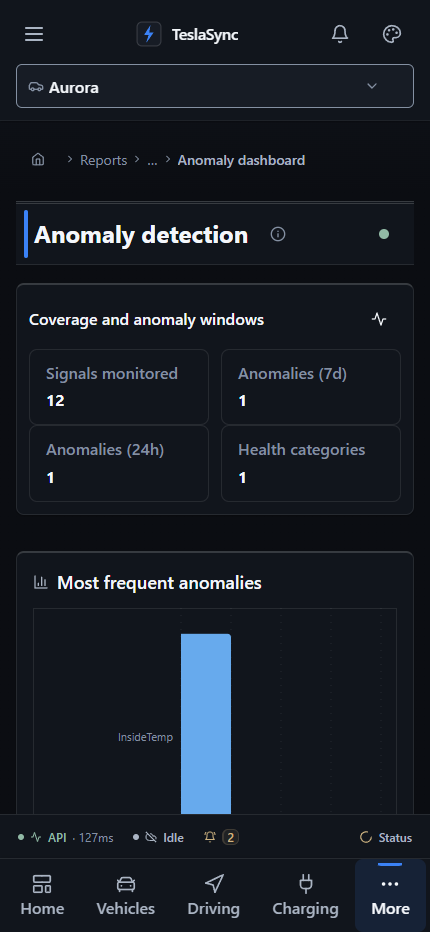 TeslaSync
Aurora
Reports
...
Anomaly dashboard
Anomaly detection
Coverage and anomaly windows
Signals monitored
12
Anomalies (7d)
1
Anomalies (24h)
1
Health categories
1
Most frequent anomalies
InsideTemp
API · 127ms
Idle
2
Status
Home
Vehicles
Driving
Charging
More